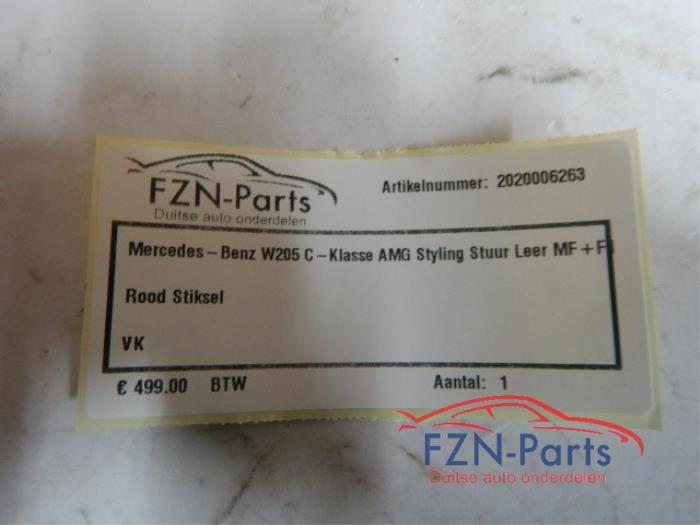 FZN-Parts
Duitse auto onderdelen
Artikelnummer: 2020006263
Mercedes-Benz W205 C-Klasse AMG Styling Stuur Leer MF+
Rood Stiksel
VK
€ 499.00 BTW
Aantal: 1
FZN-Parts
Duitse auto onderdelen